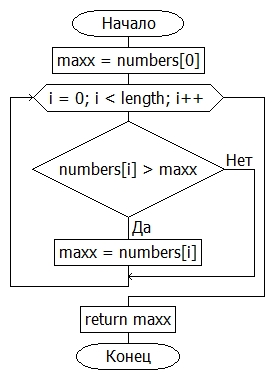 Начало
maxx = numbers[0]
i = 0; i < length; i++
numbers[i] > maxx
Нет
Да
maxx = numbers[i]
return maxx
Конец